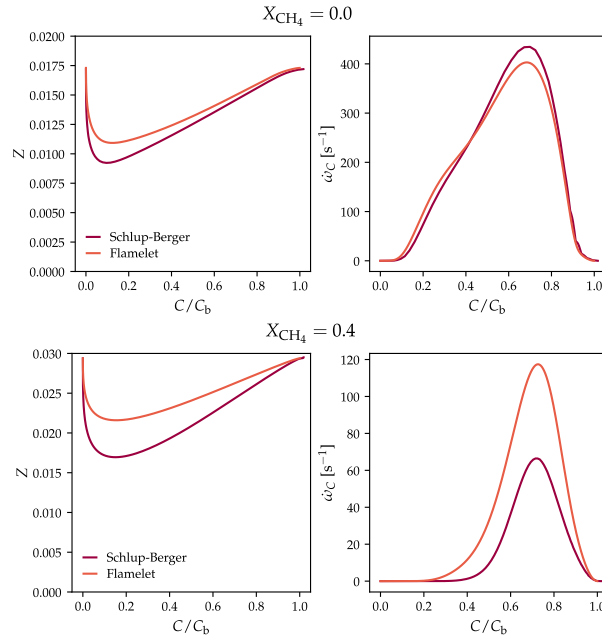 X_CH4 = 0.0
0.0200
0.0175
0.0150
0.0125
0.0100
0.0075
0.0050
0.0025
0.0000
Z
Schlup-Berger
Flamelet
0.0 0.2 0.4 0.6 0.8 1.0
C/C_b
400
300
200
100
0
ω̇_C [s⁻¹]
0.0 0.2 0.4 0.6 0.8 1.0
C/C_b
X_CH4 = 0.4
0.030
0.025
0.020
0.015
0.010
0.005
0.000
Z
Schlup-Berger
Flamelet
0.0 0.2 0.4 0.6 0.8 1.0
C/C_b
120
100
80
60
40
20
0
ω̇_C [s⁻¹]
0.0 0.2 0.4 0.6 0.8 1.0
C/C_b